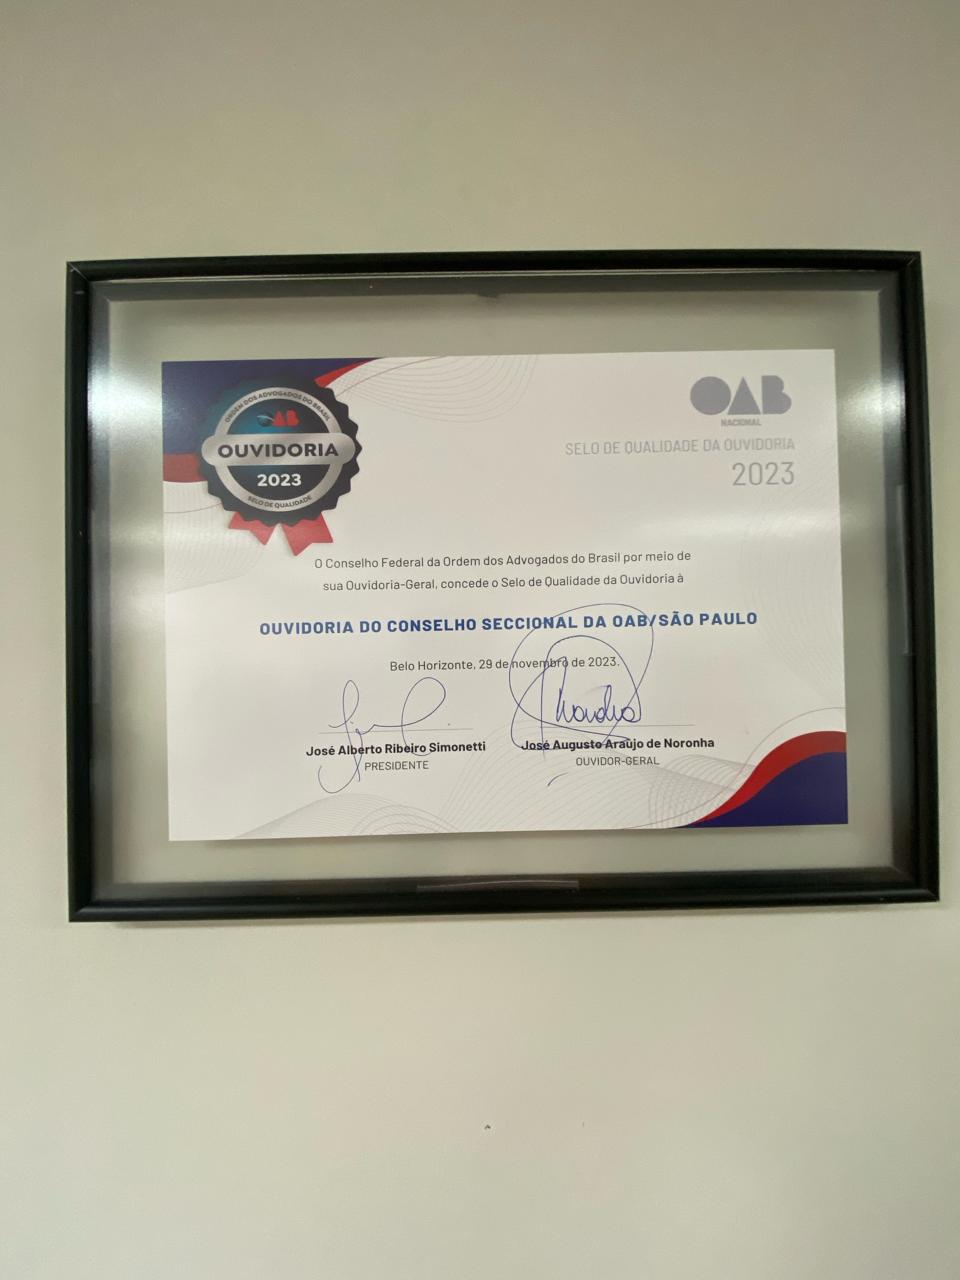 ORDEM DOS ADVOGADOS DO BRASIL
OAB
OUVIDORIA
2023
SELO DE QUALIDADE
OAB
NACIONAL
SELO DE QUALIDADE DA OUVIDORIA
2023
O Conselho Federal da Ordem dos Advogados do Brasil por meio de
sua Ouvidoria-Geral, concede o Selo de Qualidade da Ouvidoria à
OUVIDORIA DO CONSELHO SECCIONAL DA OAB/SÃO PAULO
Belo Horizonte, 29 de novembro de 2023.
José Alberto Ribeiro Simonetti
PRESIDENTE
José Augusto Araújo de Noronha
OUVIDOR-GERAL